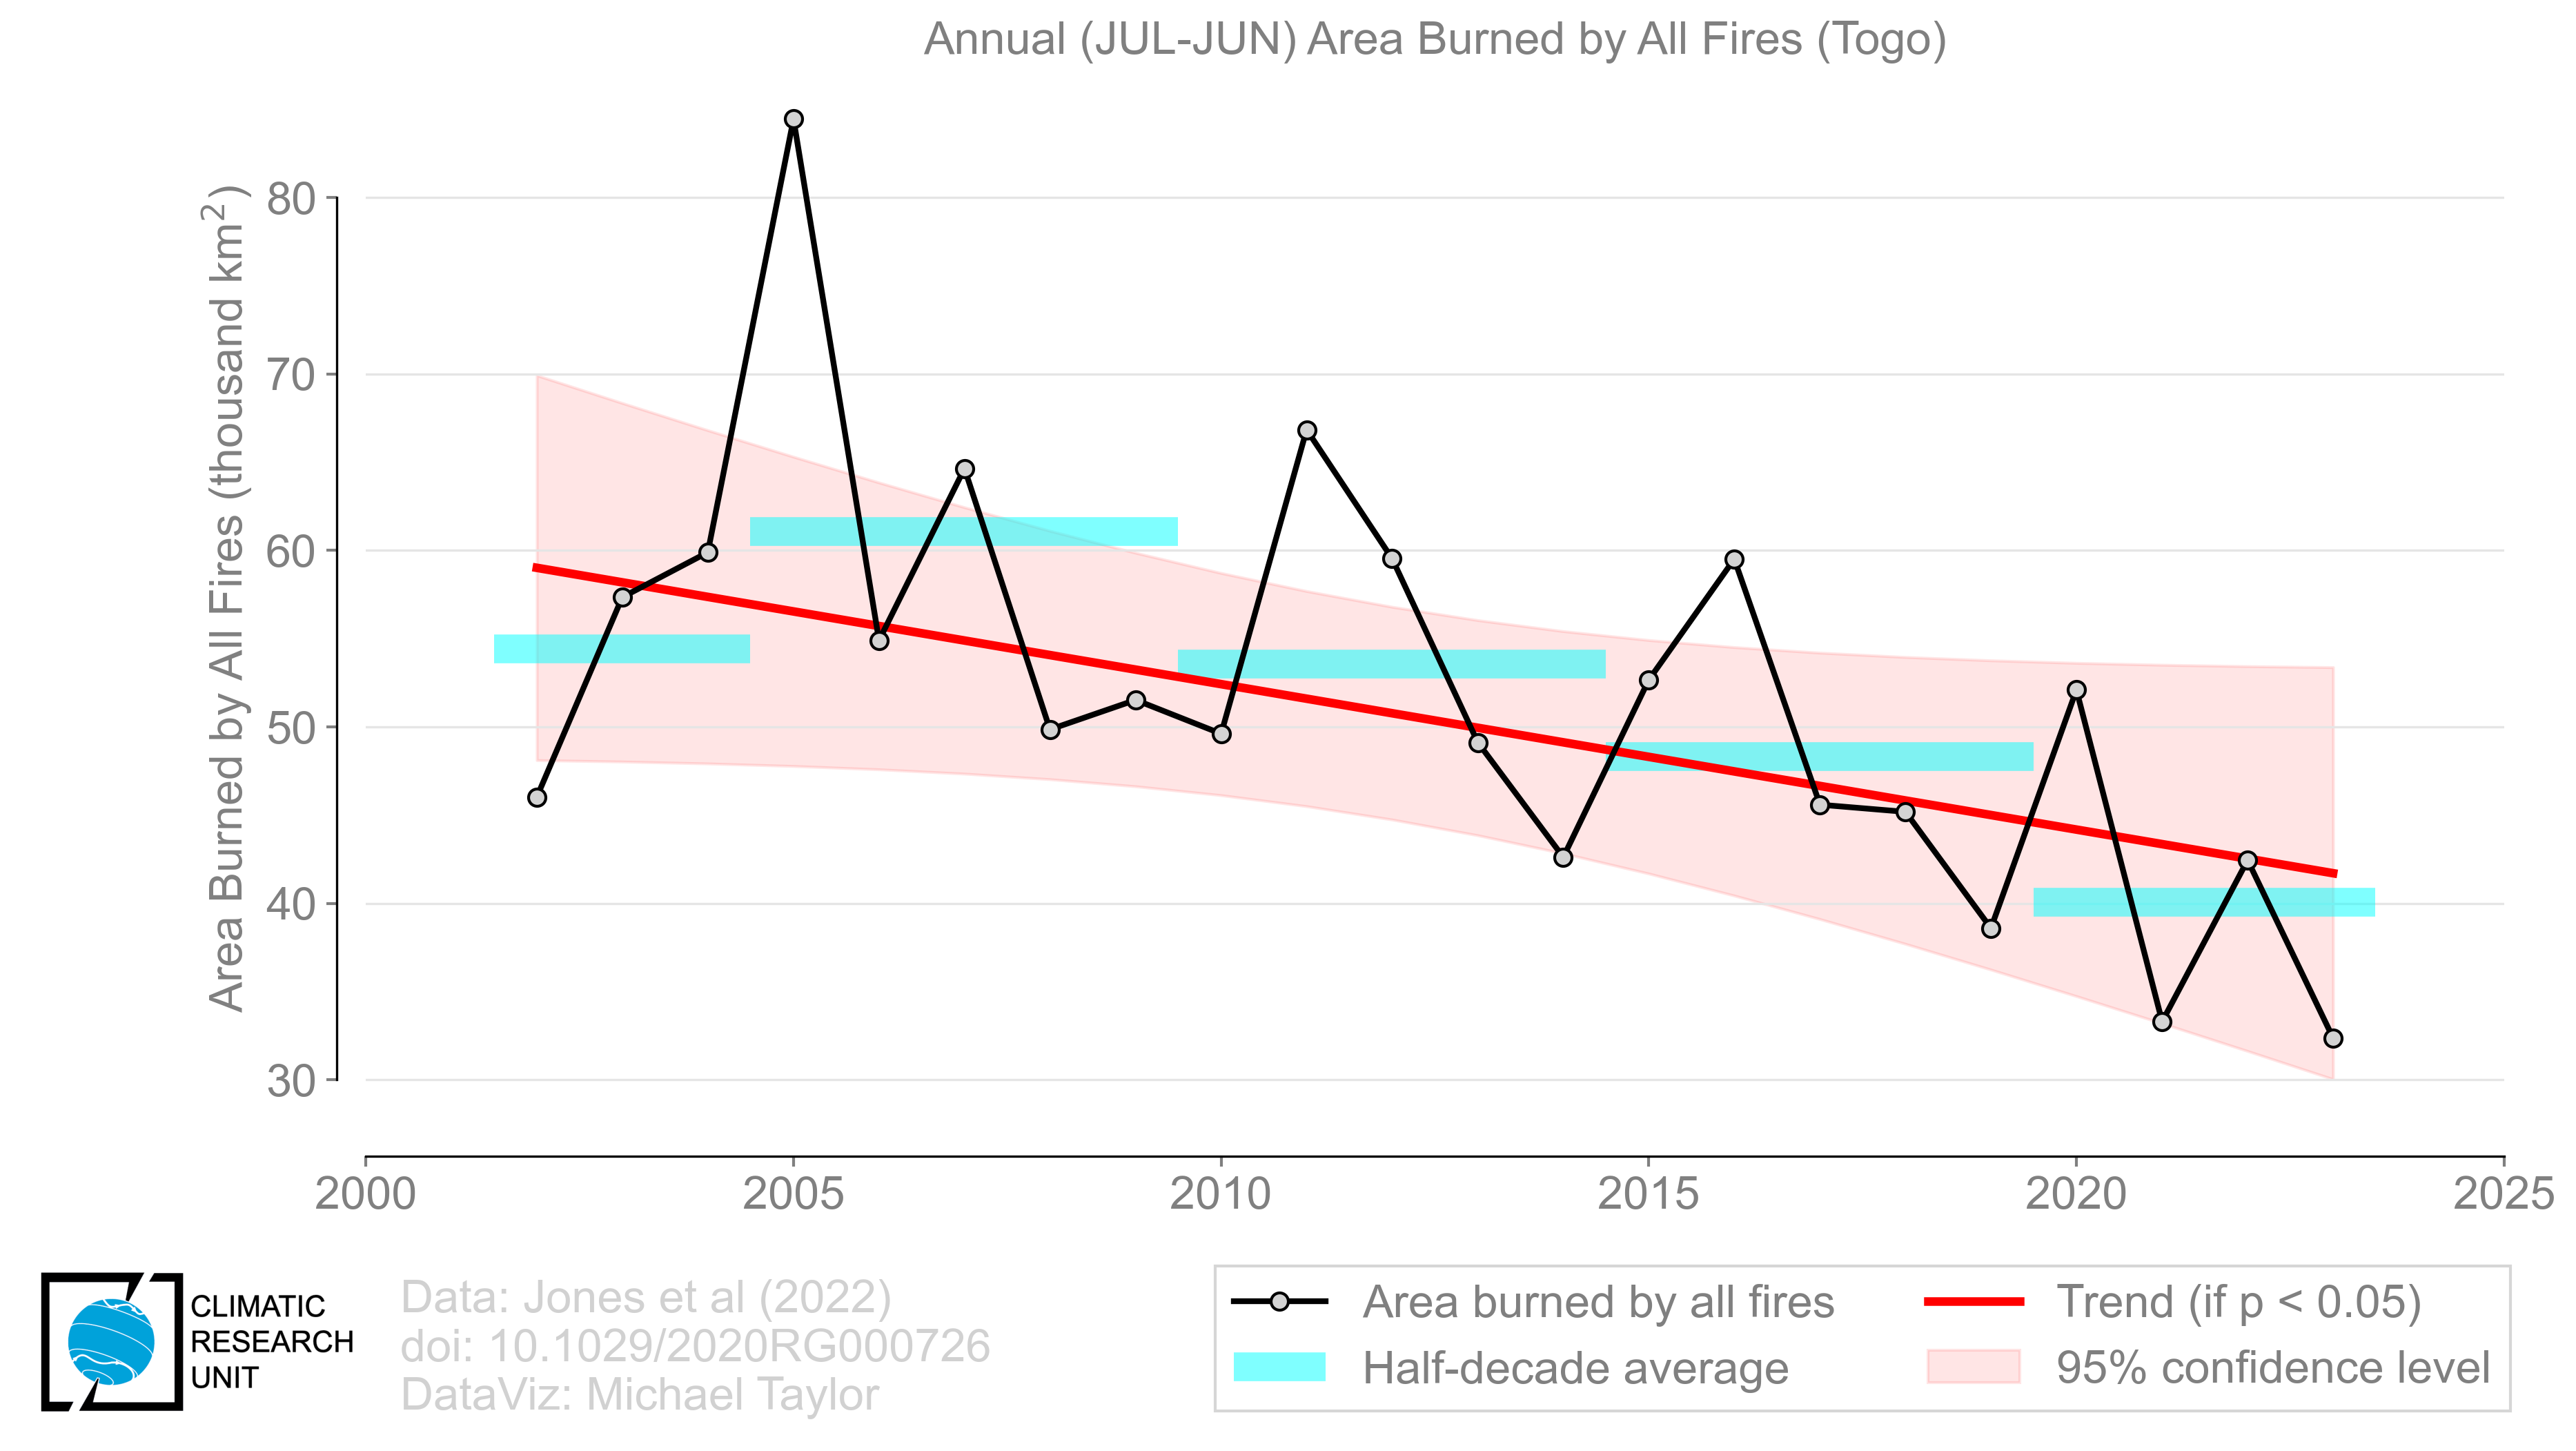 Annual (JUL-JUN) Area Burned by All Fires (Togo)
Area Burned by All Fires (thousand km²)
80
70
60
50
40
30
2000
2005
2010
2015
2020
2025
CLIMATIC
RESEARCH
UNIT
Data: Jones et al (2022)
doi: 10.1029/2020RG000726
DataViz: Michael Taylor
Area burned by all fires
Half-decade average
Trend (if p < 0.05)
95% confidence level